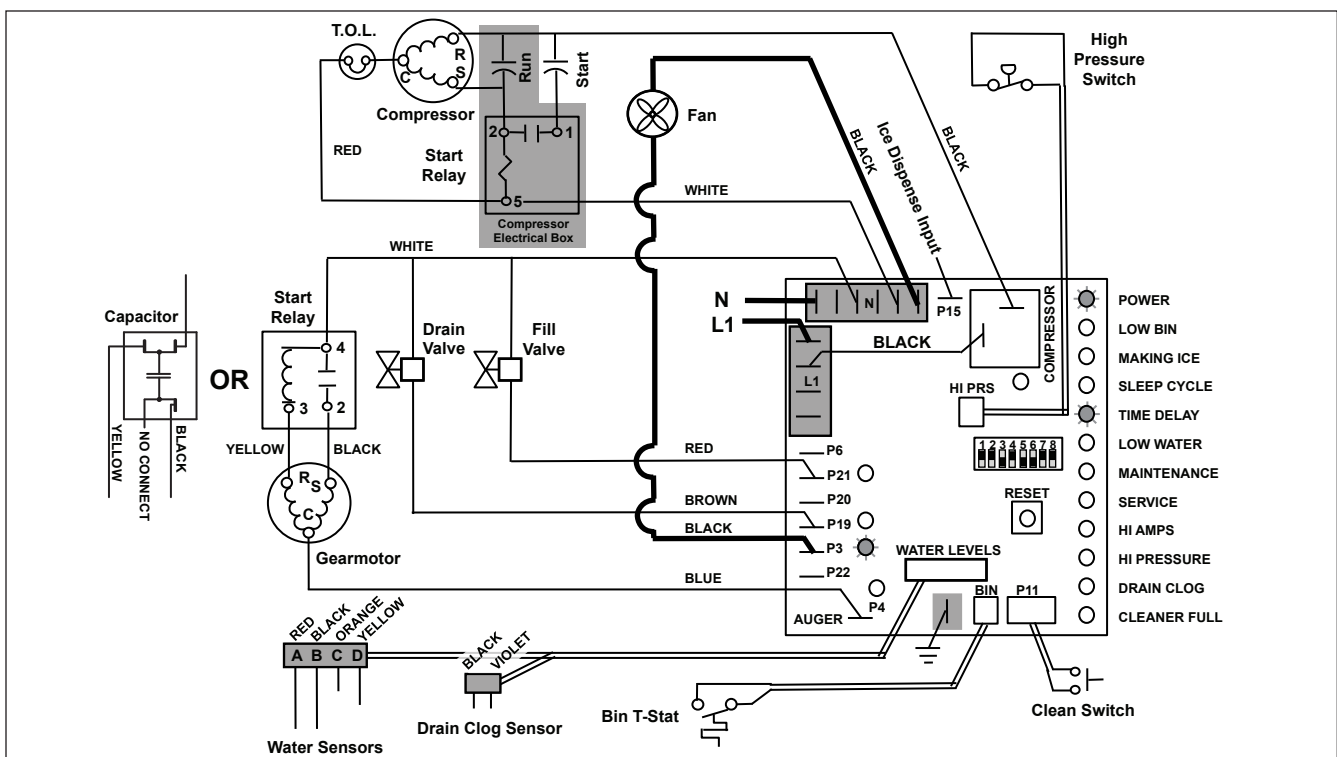 T.O.L.
R
S
C
Compressor
Run
Start
2
1
Start
Relay
5
Compressor
Electrical Box
RED
WHITE
Fan
BLACK
Ice Dispense Input
BLACK
High
Pressure
Switch
WHITE
Capacitor
YELLOW
NO CONNECT
BLACK
OR
Start
Relay
4
3
2
YELLOW
BLACK
R
S
C
Gearmotor
Drain
Valve
Fill
Valve
N
L1
N
P15
L1
BLACK
COMPRESSOR
HI PRS
1 2 3 4 5 6 7 8
RESET
RED
BROWN
BLACK
BLUE
P6
P21
P20
P19
P3
P22
P4
AUGER
WATER LEVELS
BIN
P11
POWER
LOW BIN
MAKING ICE
SLEEP CYCLE
TIME DELAY
LOW WATER
MAINTENANCE
SERVICE
HI AMPS
HI PRESSURE
DRAIN CLOG
CLEANER FULL
RED
BLACK
ORANGE
YELLOW
A B C D
Water Sensors
BLACK
VIOLET
Drain Clog Sensor
Bin T-Stat
Clean Switch